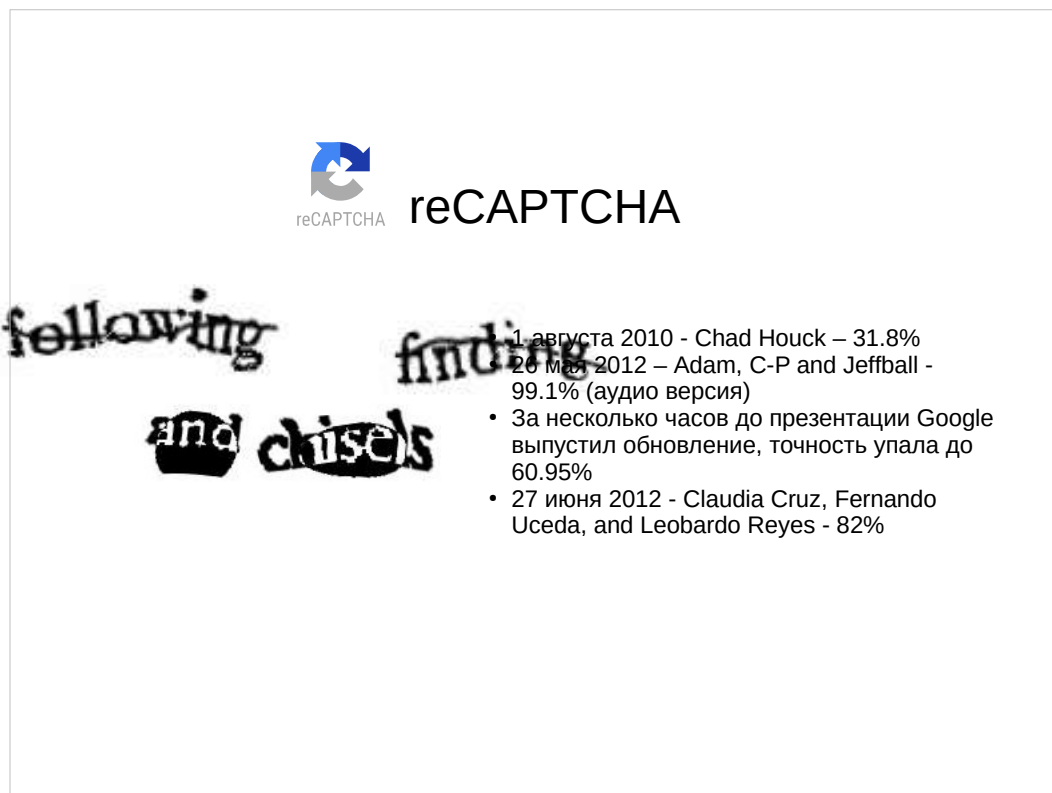 reCAPTCHA
reCAPTCHA
following finding
and chisels
• 1 августа 2010 - Chad Houck – 31.8%
• 26 мая 2012 – Adam, C-P and Jeffball -
99.1% (аудио версия)
• За несколько часов до презентации Google
выпустил обновление, точность упала до
60.95%
• 27 июня 2012 - Claudia Cruz, Fernando
Uceda, and Leobardo Reyes - 82%